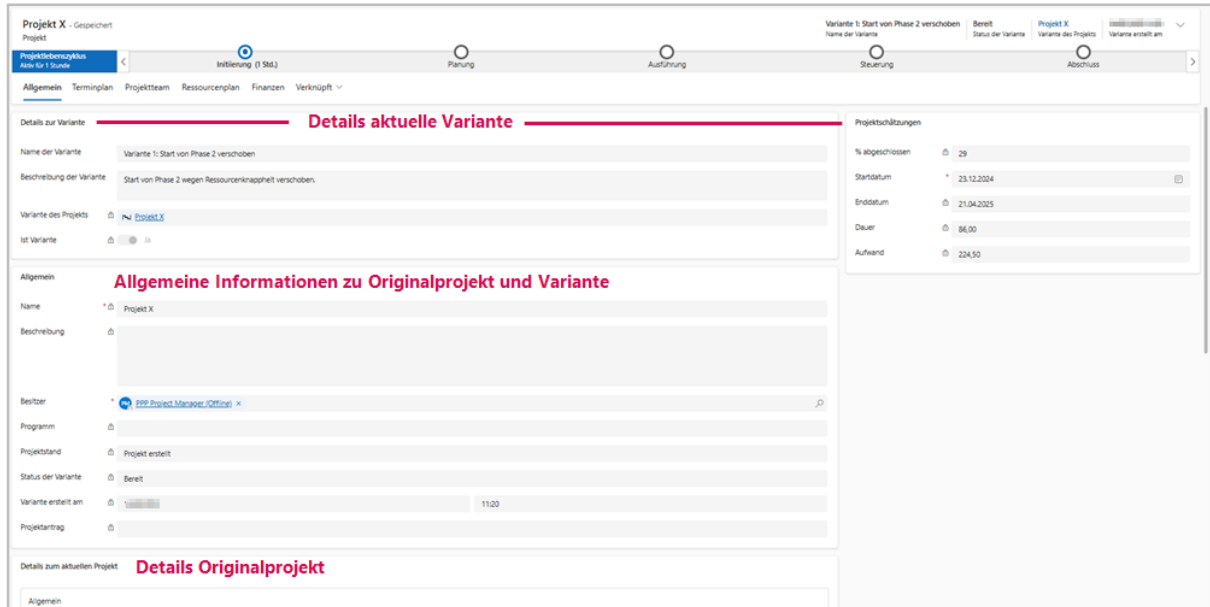 Projekt X - Gespeichert
Projekt
Variante 1: Start von Phase 2 verschoben
Name der Variante
Bereit
Status der Variante
Projekt X
Variante des Projekts
Variante erstellt am
Projektlebenszyklus
Aktiv für 1 Stunde
Initiierung (1 Std.)
Planung
Ausführung
Steuerung
Abschluss
Allgemein Terminplan Projektteam Ressourcenplan Finanzen Verknüpft
Details zur Variante
Details aktuelle Variante
Name der Variante
Variante 1: Start von Phase 2 verschoben
Beschreibung der Variante
Start von Phase 2 wegen Ressourcenknappheit verschoben.
Variante des Projekts
Projekt X
Ist Variante
Ja
Projektschätzungen
% abgeschlossen
29
Startdatum * 23.12.2024
Enddatum
21.04.2025
Dauer
86,00
Aufwand
224,50
Allgemein
Allgemeine Informationen zu Originalprojekt und Variante
Name * Projekt X
Beschreibung
Besitzer * PPP Project Manager (Offline) ×
Programm
Projektstand
Projekt erstellt
Status der Variante
Bereit
Variante erstellt am
11:20
Projektantrag
Details zum aktuellen Projekt
Details Originalprojekt
Allgemein